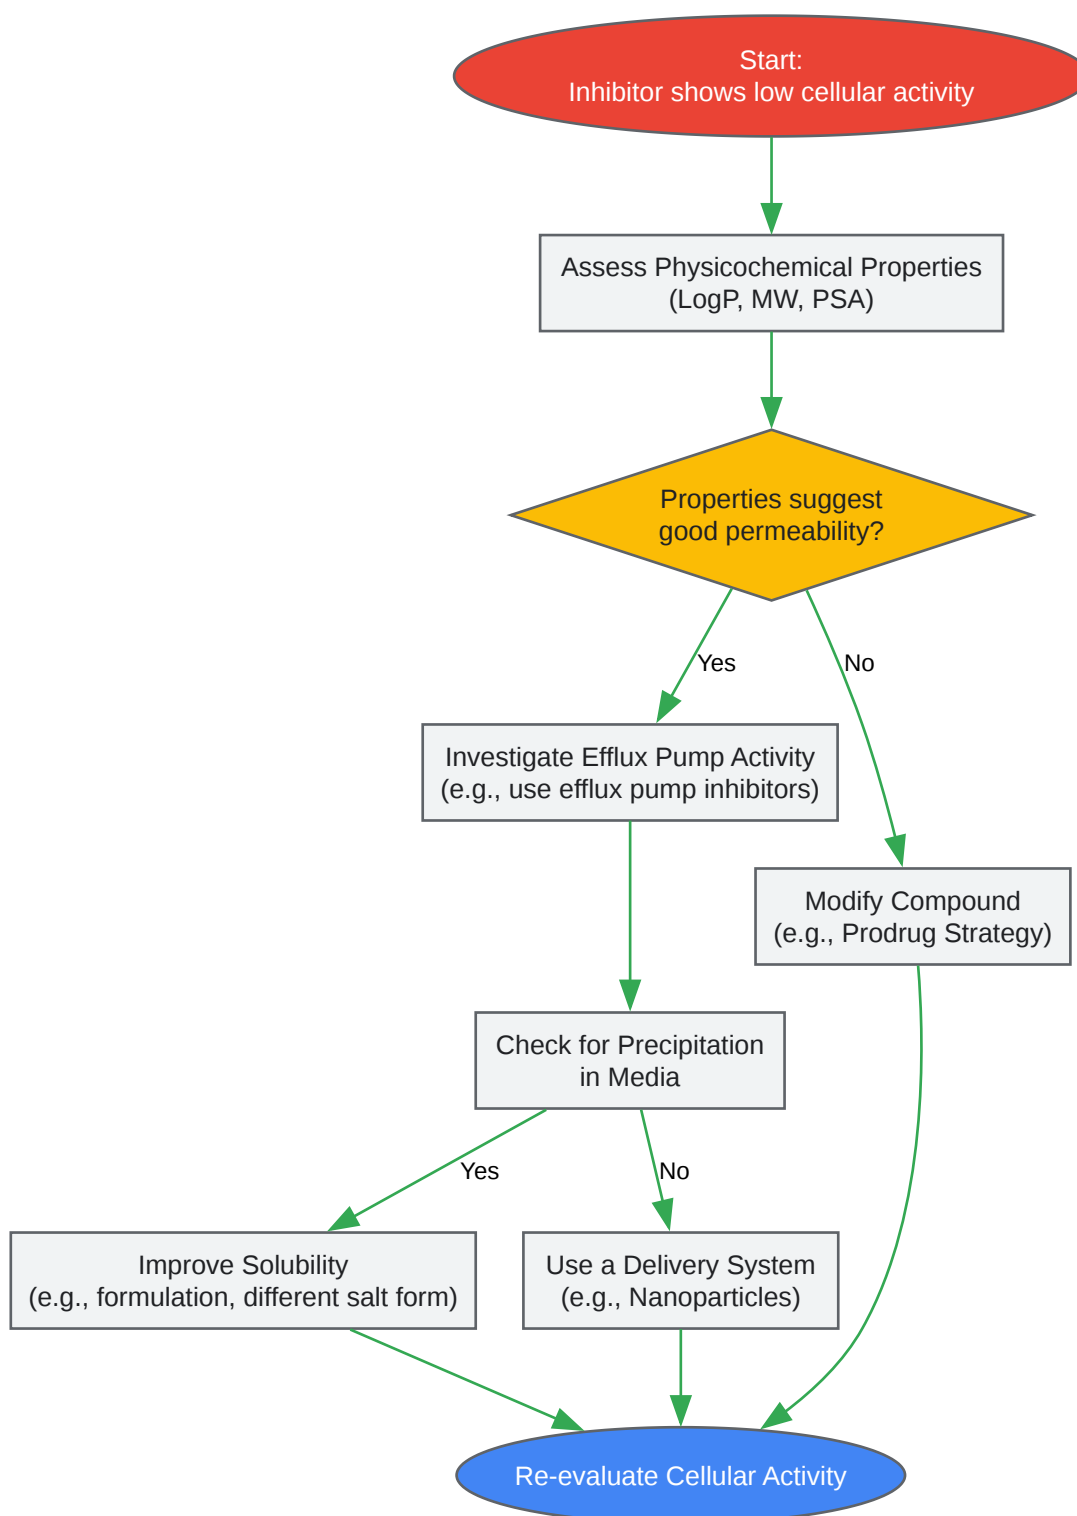 Start:
Inhibitor shows low cellular activity
Assess Physicochemical Properties
(LogP, MW, PSA)
Properties suggest
good permeability?
Yes
No
Investigate Efflux Pump Activity
(e.g., use efflux pump inhibitors)
Modify Compound
(e.g., Prodrug Strategy)
Check for Precipitation
in Media
Yes
No
Improve Solubility
(e.g., formulation, different salt form)
Use a Delivery System
(e.g., Nanoparticles)
Re-evaluate Cellular Activity